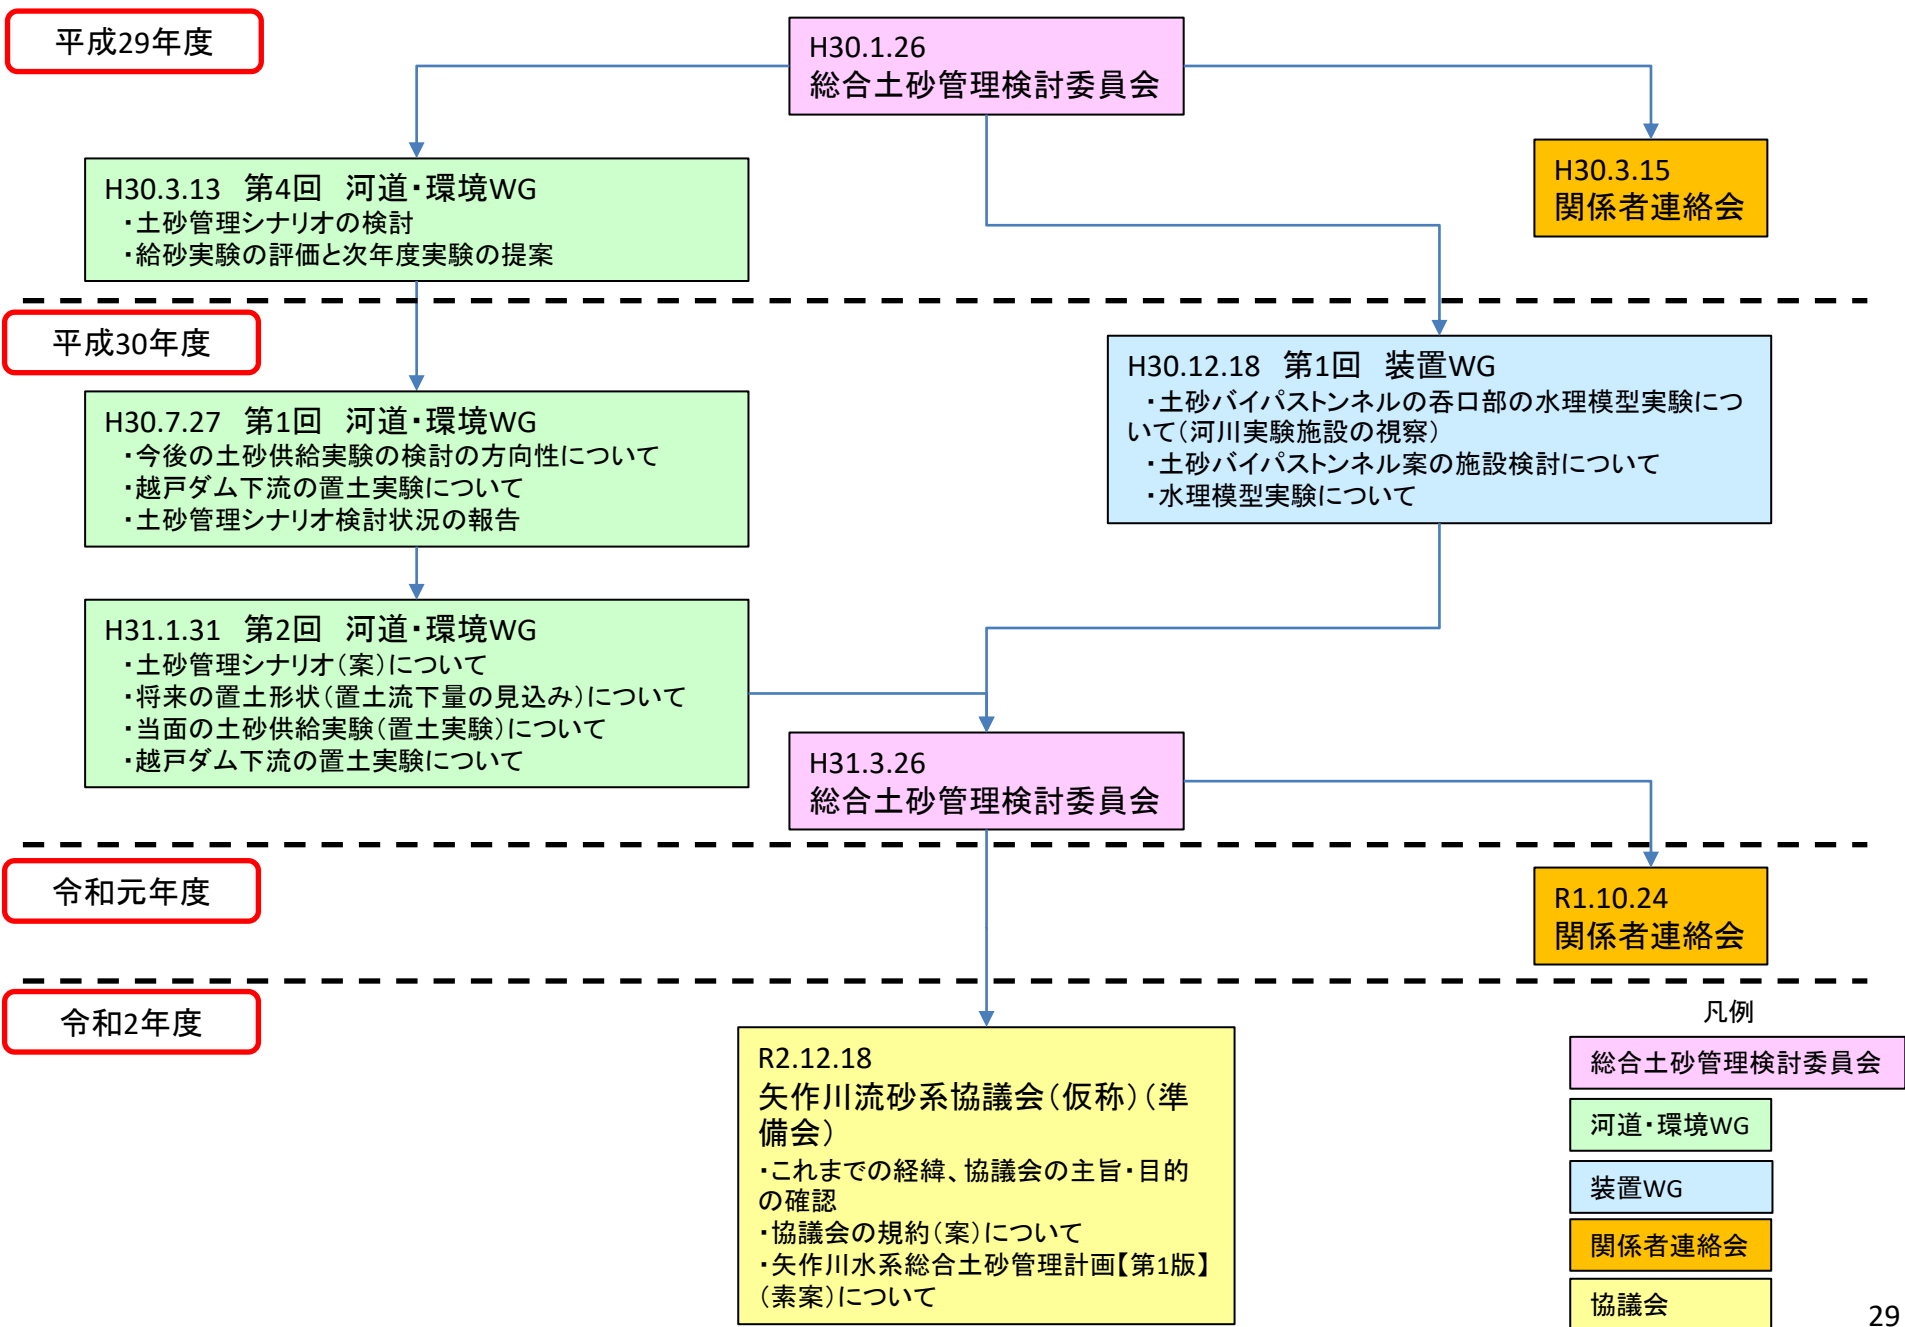 平成29年度
H30.1.26
総合土砂管理検討委員会
H30.3.15
関係者連絡会
H30.3.13　第4回　河道・環境WG
・土砂管理シナリオの検討
・給砂実験の評価と次年度実験の提案
平成30年度
H30.12.18　第1回　装置WG
・土砂バイパストンネルの呑口部の水理模型実験につ
いて（河川実験施設の視察）
・土砂バイパストンネル案の施設検討について
・水理模型実験について
H30.7.27　第1回　河道・環境WG
・今後の土砂供給実験の検討の方向性について
・越戸ダム下流の置土実験について
・土砂管理シナリオ検討状況の報告
H31.1.31　第2回　河道・環境WG
・土砂管理シナリオ（案）について
・将来の置土形状（置土流下量の見込み）について
・当面の土砂供給実験（置土実験）について
・越戸ダム下流の置土実験について
H31.3.26
総合土砂管理検討委員会
令和元年度
R1.10.24
関係者連絡会
令和2年度
R2.12.18
矢作川流砂系協議会（仮称）（準
備会）
・これまでの経緯、協議会の主旨・目的
の確認
・協議会の規約（案）について
・矢作川水系総合土砂管理計画【第1版】
（素案）について
凡例
総合土砂管理検討委員会
河道・環境WG
装置WG
関係者連絡会
協議会
29